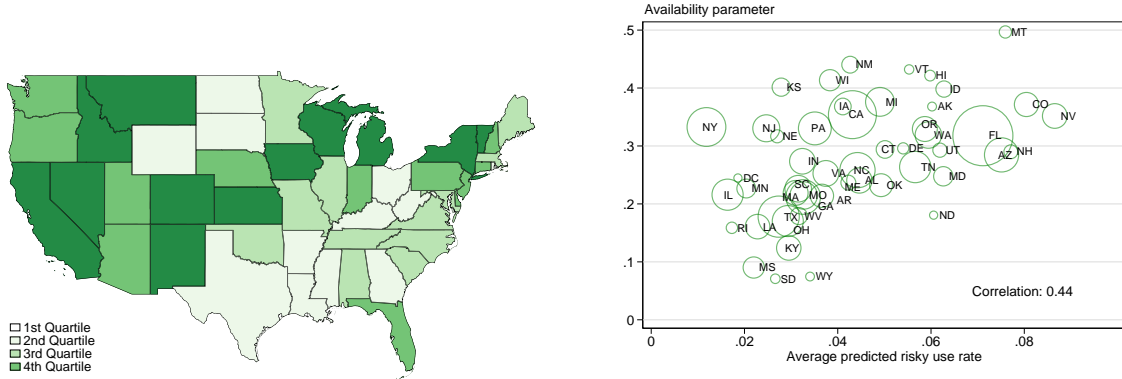 1st Quartile
2nd Quartile
3rd Quartile
4th Quartile
Availability parameter
.5
.4
.3
.2
.1
0
MT
NM
VT
HI
WI
KS
ID
IA
MI
AK
CO
CA
NV
NY
NJ
NE
PA
OR
WA
FL
CT
DE
UT
NH
AZ
IN
TN
MD
DC
MN
VA
NC
AL
ME
OK
IL
SC
MA
MO
AR
GA
ND
RI
LA
TX
WV
OH
KY
MS
SD
WY
Correlation: 0.44
0
.02
.04
.06
.08
Average predicted risky use rate